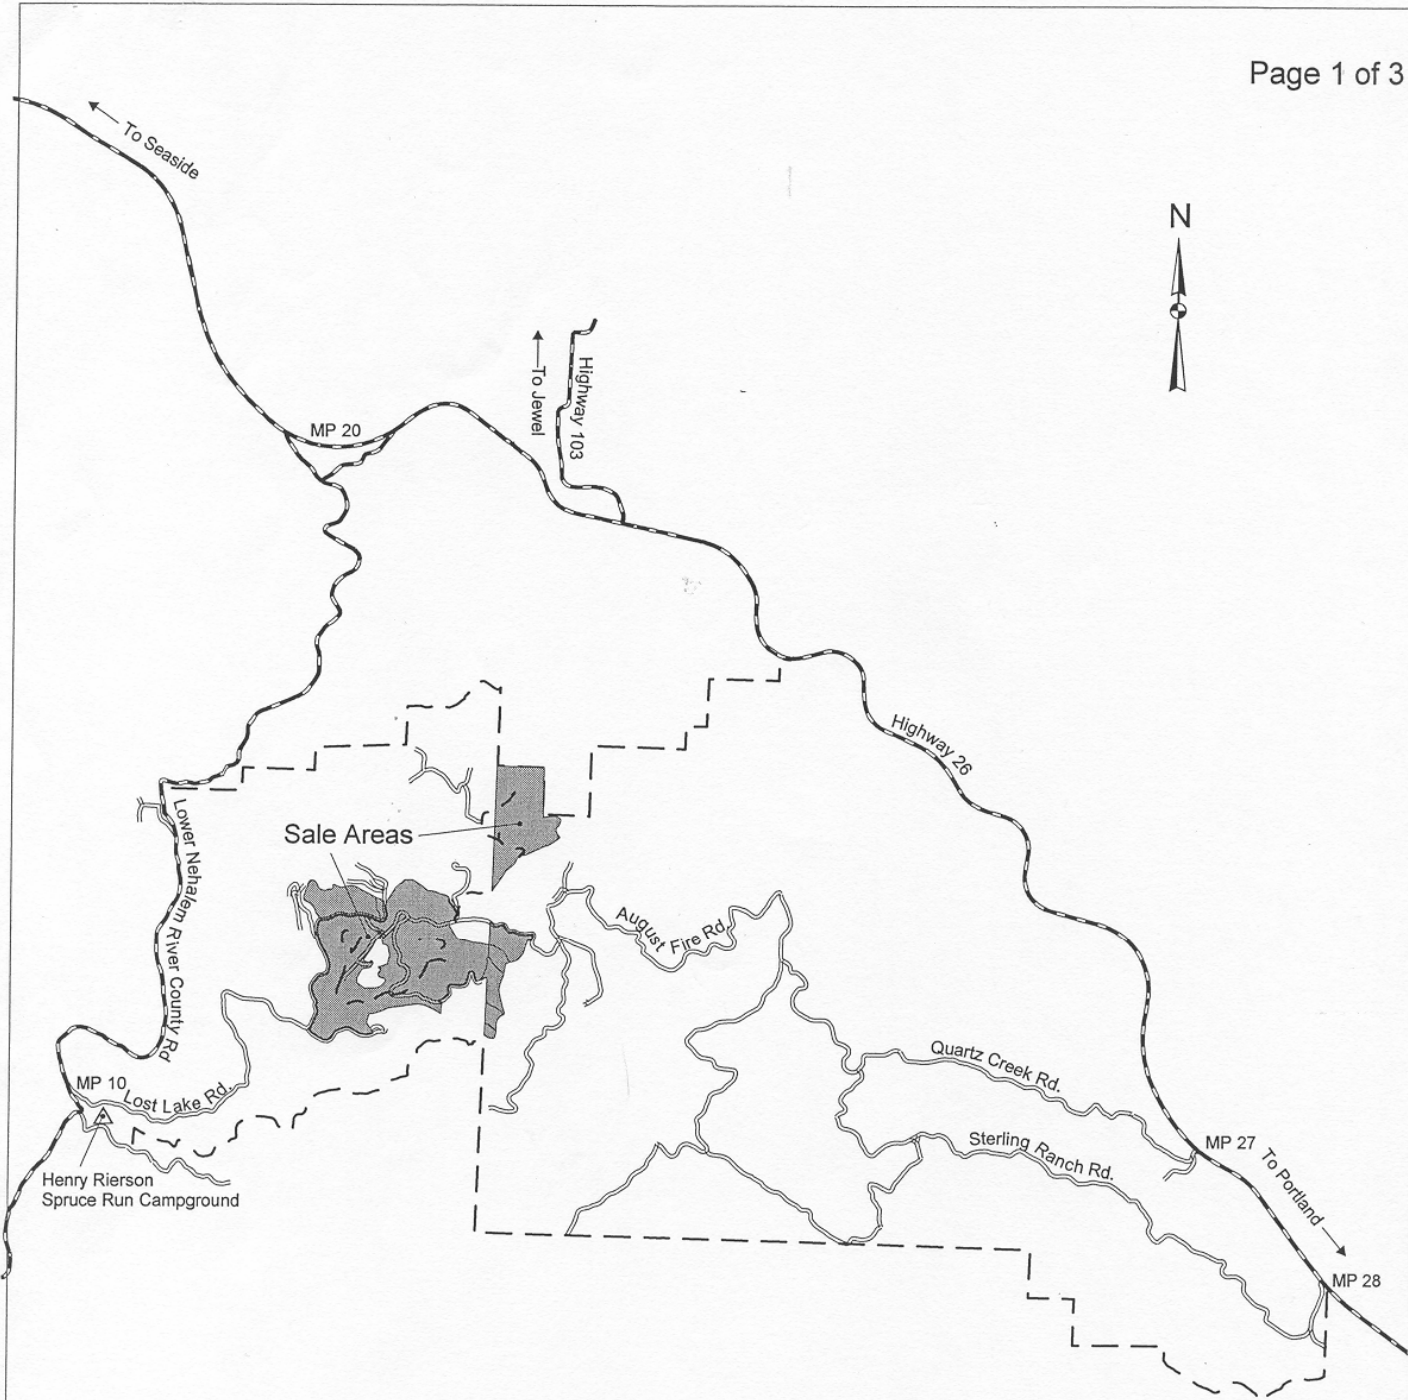 Page 1 of 3
To Seaside
N
To Jewel
Highway 103
MP 20
Highway 26
Sale Areas
Lower Nehalem River County Rd
August Fire Rd.
Quartz Creek Rd.
MP 10
Lost Lake Rd.
Sterling Ranch Rd.
MP 27
To Portland
Henry Rierson
Spruce Run Campground
MP 28